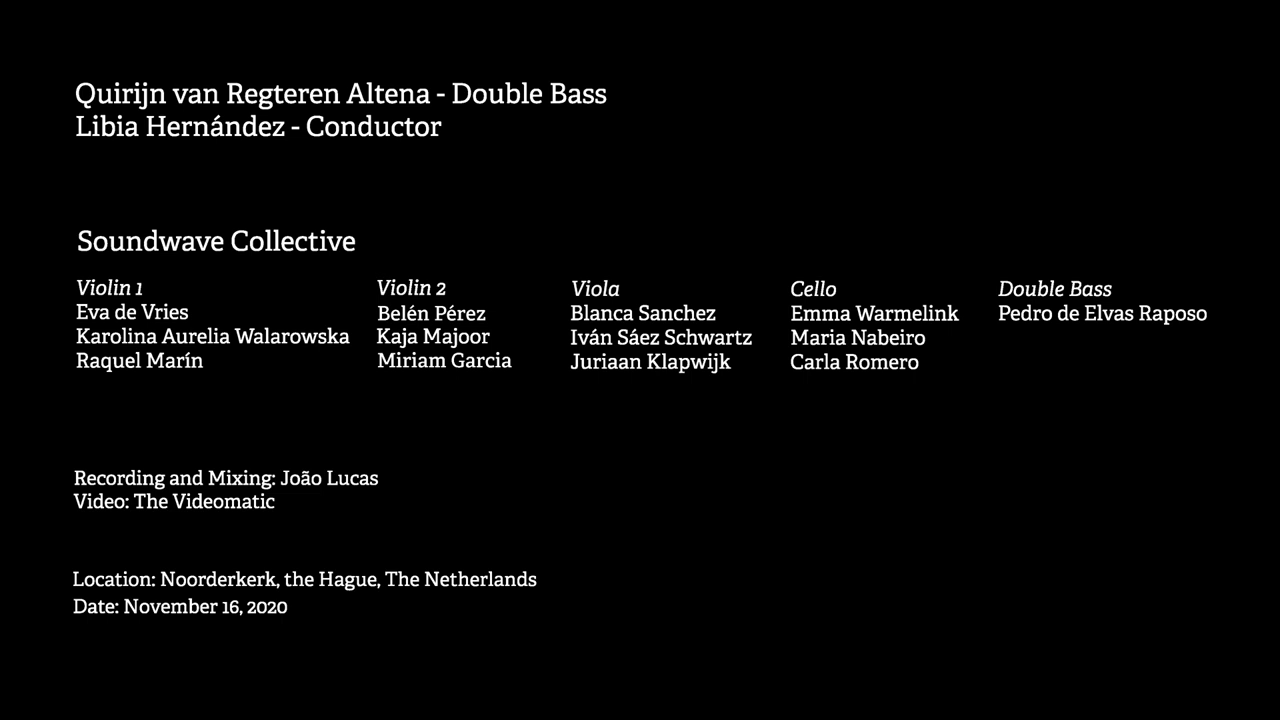 Quirijn van Regteren Altena - Double Bass
Libia Hernández - Conductor
Soundwave Collective
Violin 1
Eva de Vries
Karolina Aurelia Walarowska
Raquel Marín
Violin 2
Belén Pérez
Kaja Majoor
Miriam Garcia
Viola
Blanca Sanchez
Iván Sáez Schwartz
Juriaan Klapwijk
Cello
Emma Warmelink
Maria Nabeiro
Carla Romero
Double Bass
Pedro de Elvas Raposo
Recording and Mixing: João Lucas
Video: The Videomatic
Location: Noorderkerk, the Hague, The Netherlands
Date: November 16, 2020